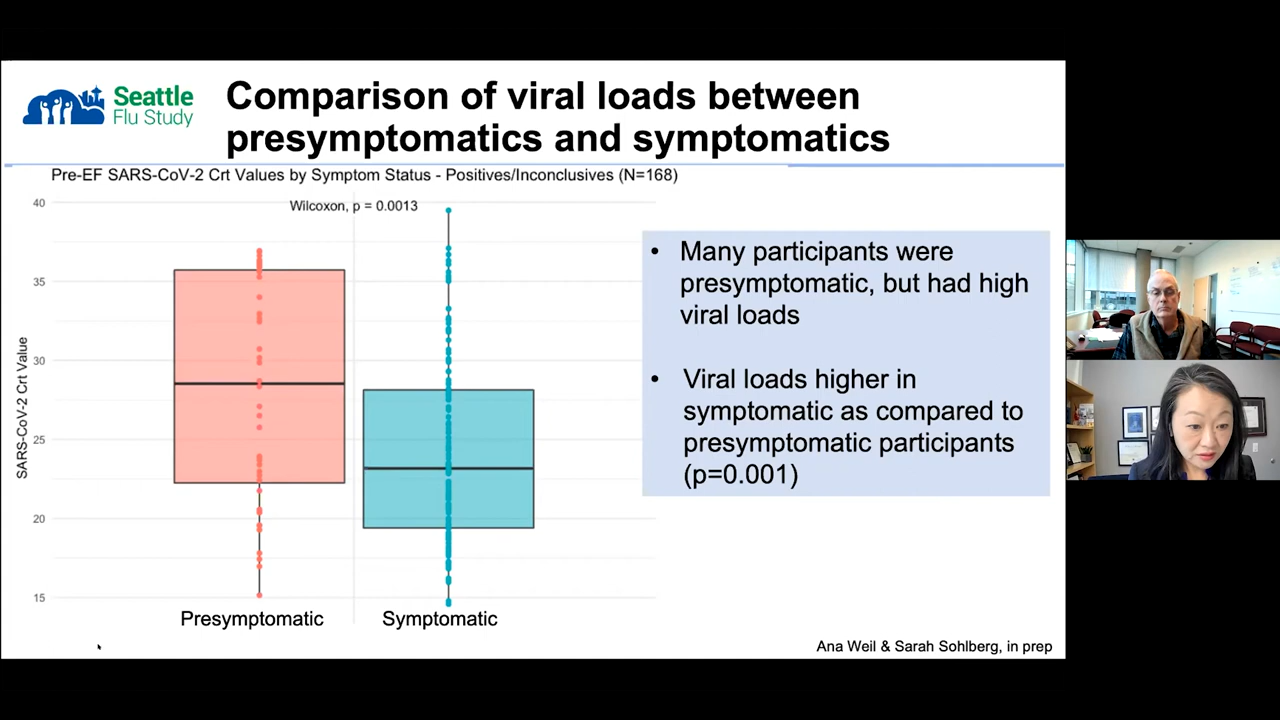 Seattle
Flu Study
Comparison of viral loads between
presymptomatics and symptomatics
Pre-EF SARS-CoV-2 Crt Values by Symptom Status - Positives/Inconclusives (N=168)
Wilcoxon, p = 0.0013
SARS-CoV-2 Crt Value
40
35
30
25
20
15
Presymptomatic
Symptomatic
• Many participants were
presymptomatic, but had high
viral loads
• Viral loads higher in
symptomatic as compared to
presymptomatic participants
(p=0.001)
Ana Weil & Sarah Sohlberg, in prep